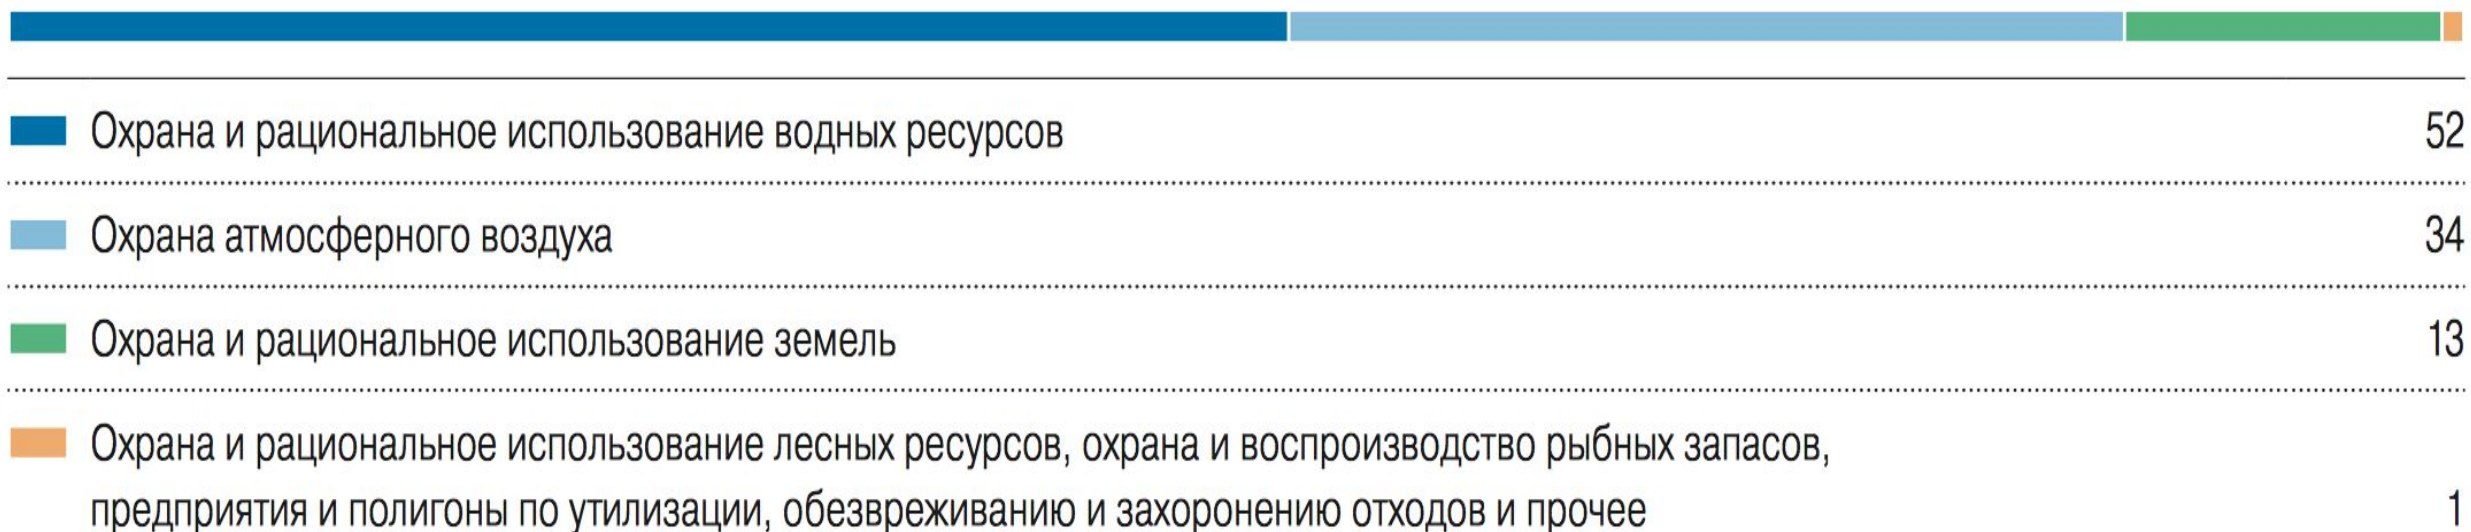 Охрана и рациональное использование водных ресурсов 52
Охрана атмосферного воздуха 34
Охрана и рациональное использование земель 13
Охрана и рациональное использование лесных ресурсов, охрана и воспроизводство рыбных запасов,
предприятия и полигоны по утилизации, обезвреживанию и захоронению отходов и прочее 1